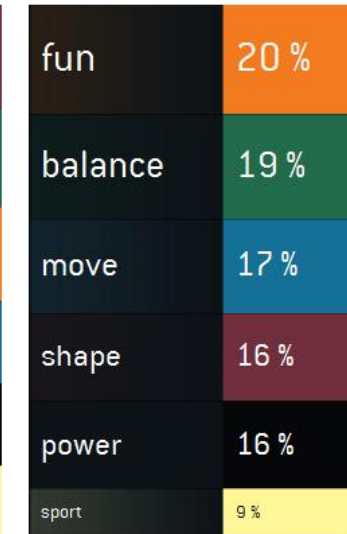 fun 20 %
balance 19 %
move 17 %
shape 16 %
power 16 %
sport 9 %